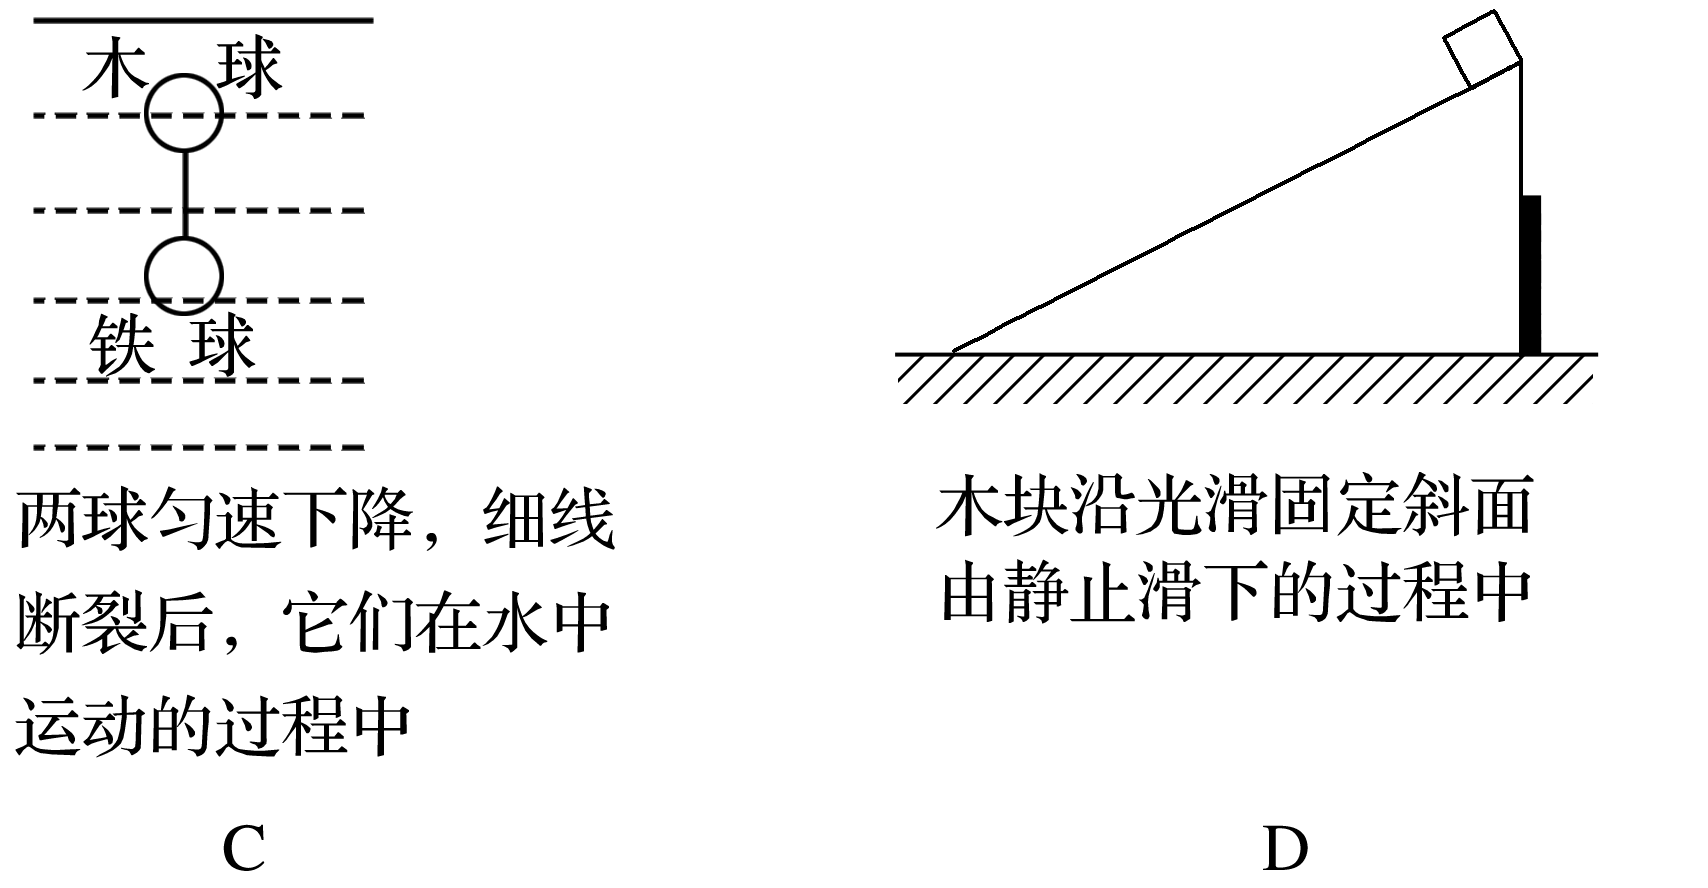 木 球
铁 球
两球匀速下降，细线
断裂后，它们在水中
运动的过程中
C
木块沿光滑固定斜面
由静止滑下的过程中
D